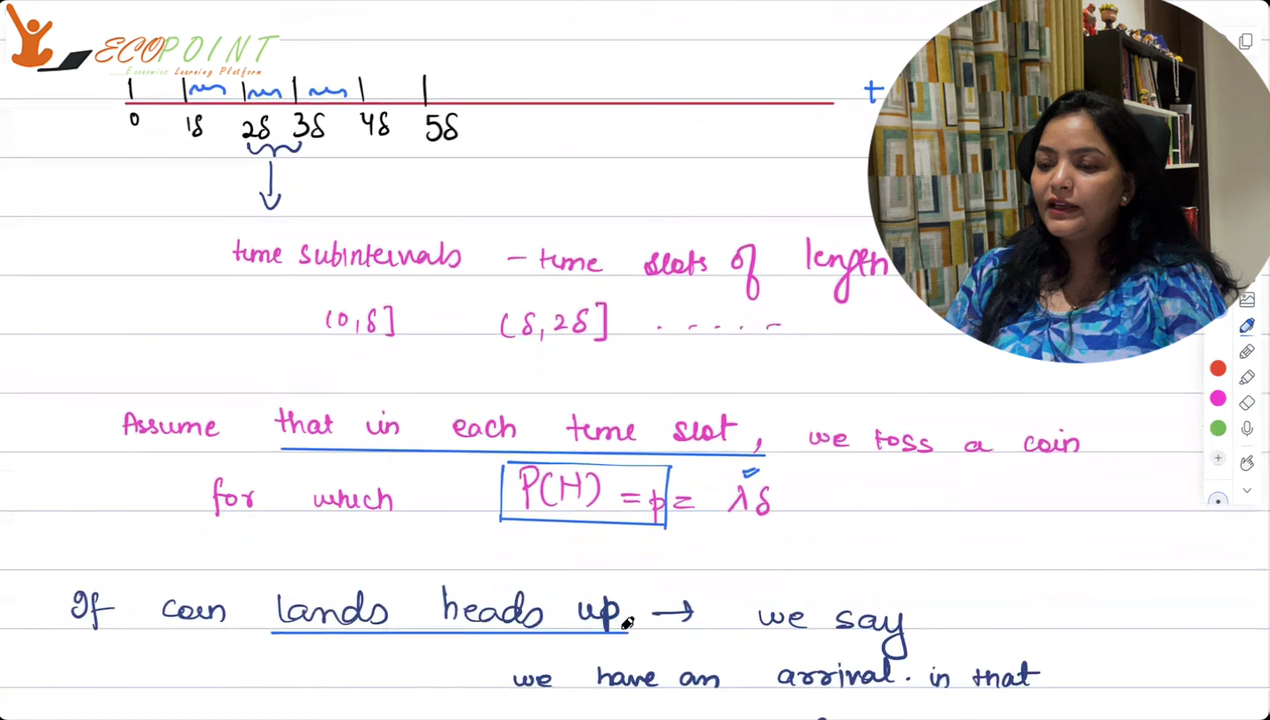 ECOPOINT
.....Economics Learning Platform
t
0 1δ 2δ 3δ 4δ 5δ
time subintervals - time slots of length
(0,δ] (δ,2δ] ......
Assume that in each time slot, we toss a coin
for which P(H) = p = λδ
If coin lands heads up. → we say
we have an arrival. in that